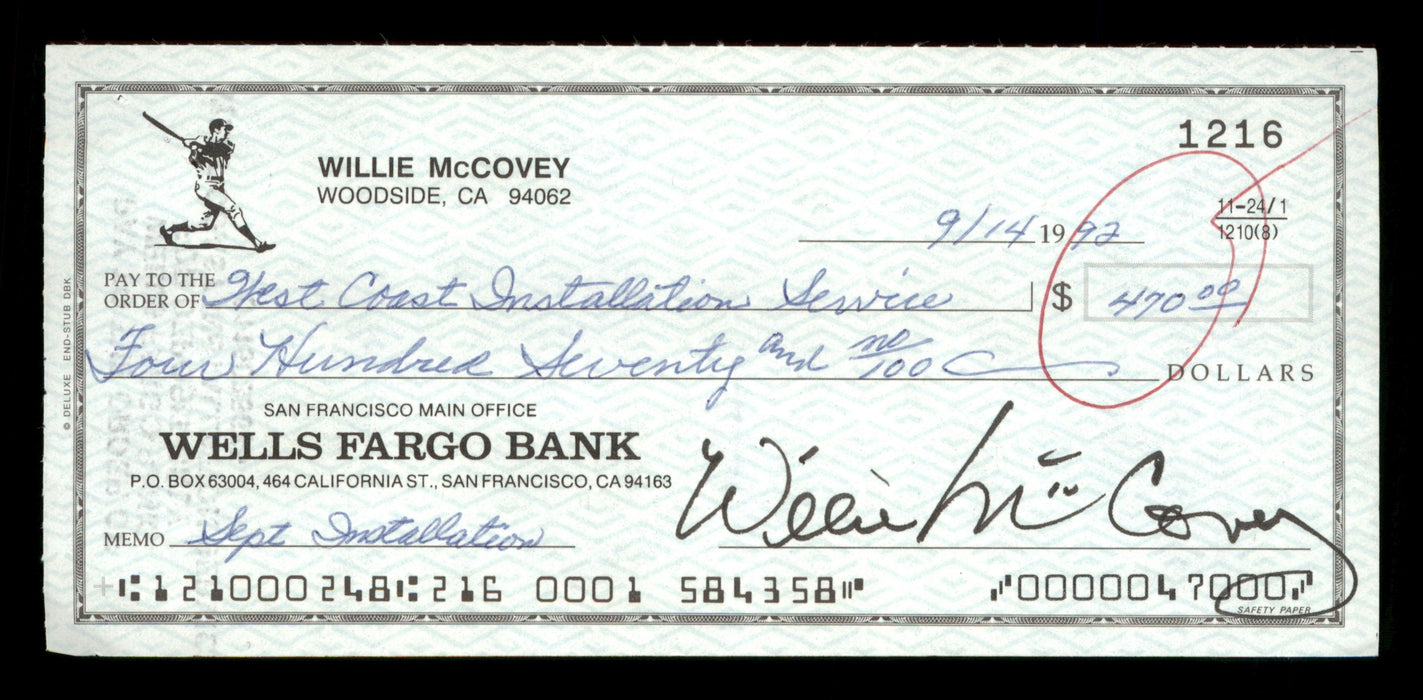 1216
WILLIE McCOVEY
WOODSIDE, CA 94062
11-24/1
1210(8)
9/14 1992
PAY TO THE
ORDER OF West Coast Installation Service $ 470 00
Four Hundred Seventy and no/100 DOLLARS
SAN FRANCISCO MAIN OFFICE
WELLS FARGO BANK
P.O. BOX 63004, 464 CALIFORNIA ST., SAN FRANCISCO, CA 94163
Willie McCovey
MEMO Sept Installation
⑆121000248⑆216 0001 584358⑈ ⑇0000047000⑇
SAFETY PAPER
© DELUXE END-STUB DBK